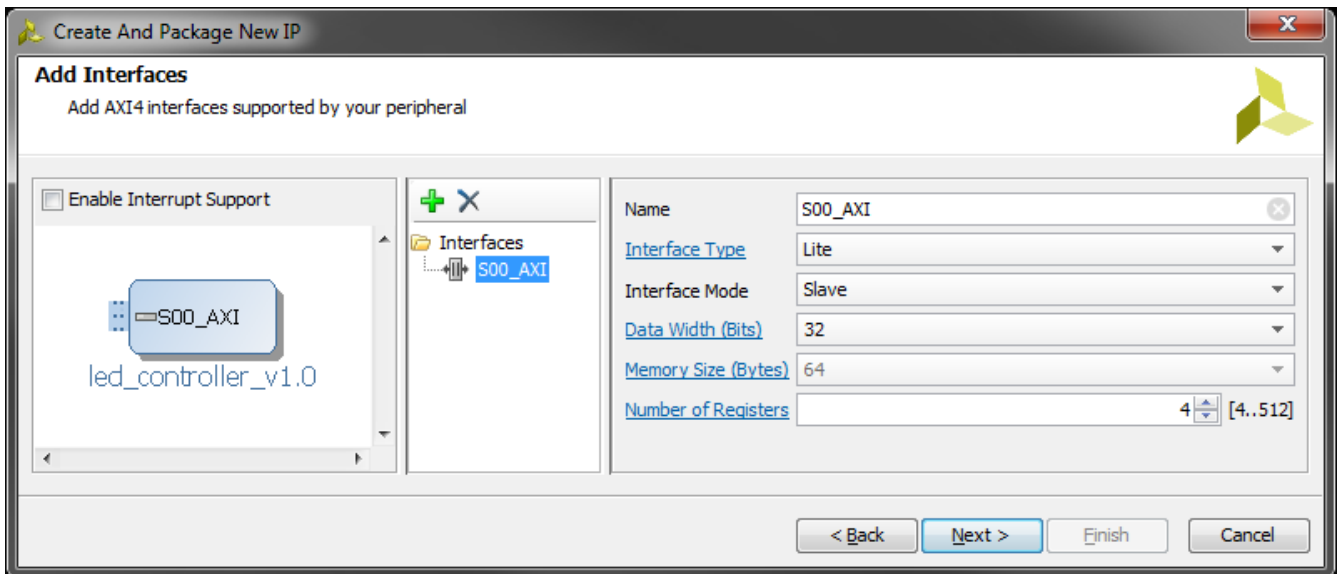 Create And Package New IP
Add Interfaces
Add AXI4 interfaces supported by your peripheral
Enable Interrupt Support
S00_AXI
led_controller_v1.0
Interfaces
S00_AXI
Name S00_AXI
Interface Type Lite
Interface Mode Slave
Data Width (Bits) 32
Memory Size (Bytes) 64
Number of Registers 4 [4..512]
< Back Next > Finish Cancel